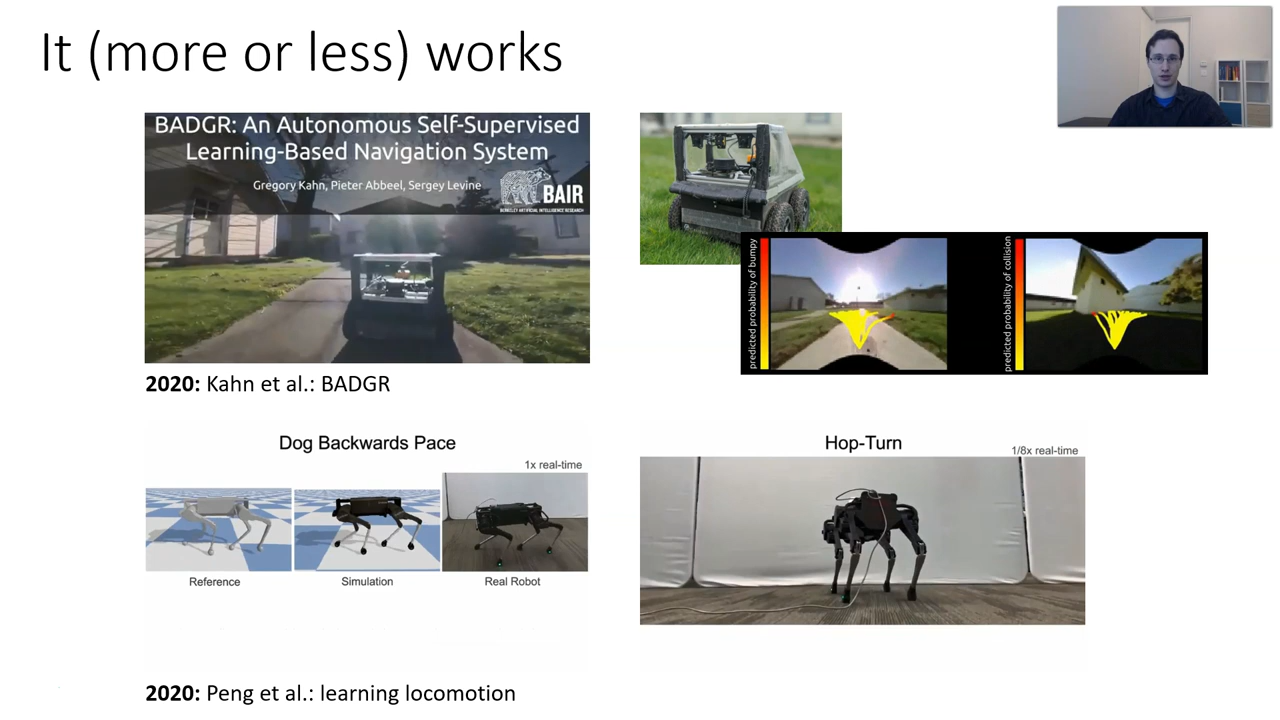 It (more or less) works
BADGR: An Autonomous Self-Supervised
Learning-Based Navigation System
Gregory Kahn, Pieter Abbeel, Sergey Levine
BAIR
BERKELEY ARTIFICIAL INTELLIGENCE RESEARCH
predicted probability of bumpy
predicted probability of collision
2020: Kahn et al.: BADGR
Dog Backwards Pace
1x real-time
Reference
Simulation
Real Robot
Hop-Turn
1/8x real-time
2020: Peng et al.: learning locomotion